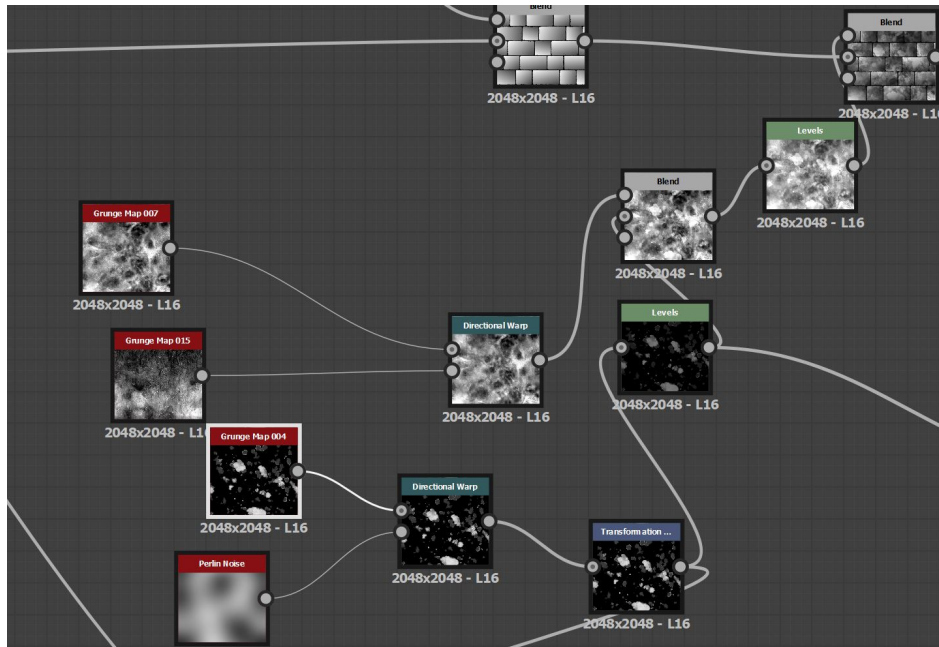 Blend
2048x2048 - L16
Blend
2048x2048 - L16
Levels
2048x2048 - L16
Blend
2048x2048 - L16
Grunge Map 007
2048x2048 - L16
Levels
2048x2048 - L16
Directional Warp
2048x2048 - L16
Grunge Map 015
2048x2048 - L16
Grunge Map 004
2048x2048 - L16
Directional Warp
2048x2048 - L16
Transformation ...
2048x2048 - L16
Perlin Noise